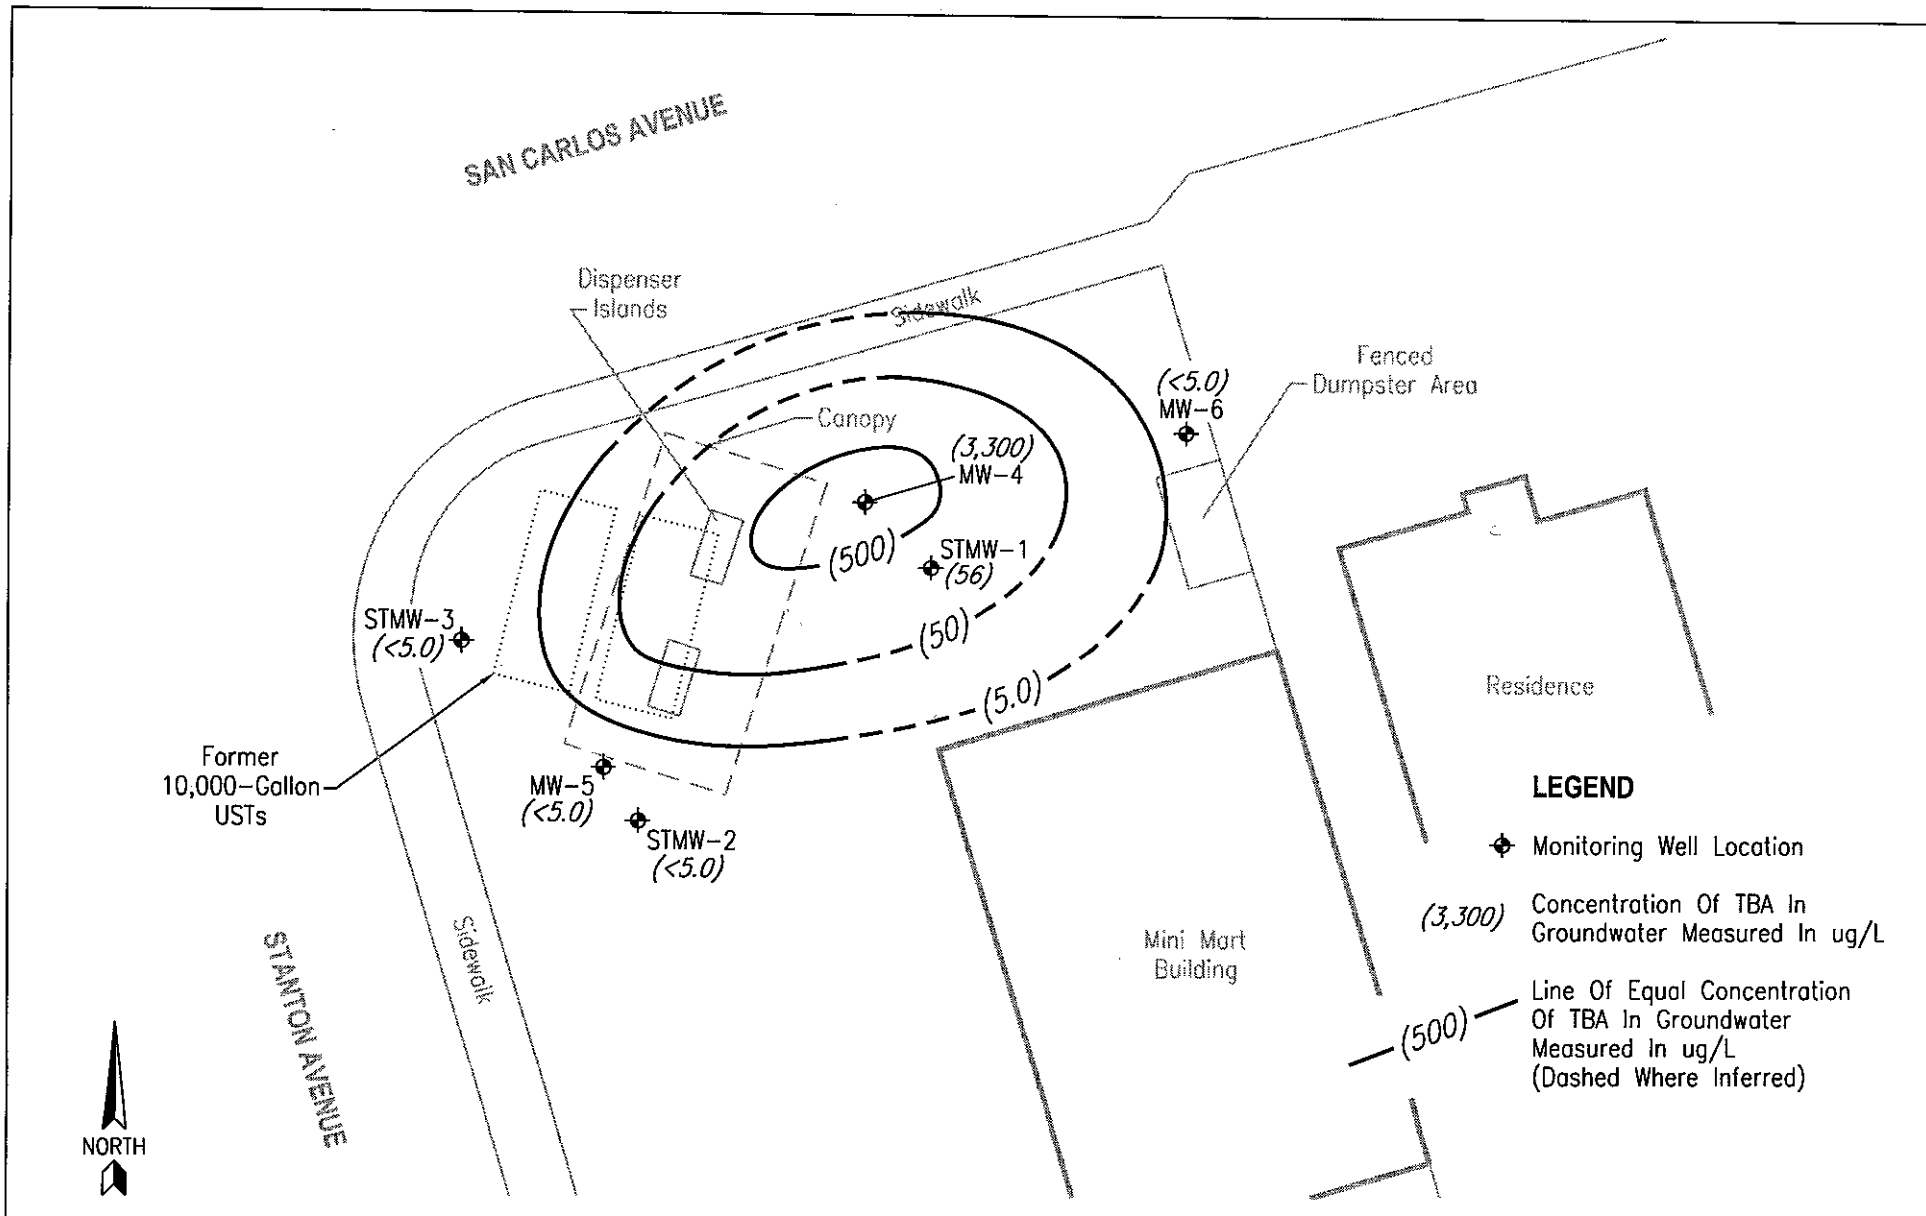 SAN CARLOS AVENUE
Dispenser
Islands
Sidewalk
Fenced
Dumpster Area
(<5.0)
MW-6
Canopy
(3,300)
MW-4
(500)
STMW-1
(56)
STMW-3
(<5.0)
(50)
(5.0)
Residence
Former
10,000-Gallon
USTs
MW-5
(<5.0)
STMW-2
(<5.0)
LEGEND
Monitoring Well Location
(3,300)
Concentration Of TBA In
Groundwater Measured In ug/L
Mini Mart
Building
Sidewalk
STANTON AVENUE
(500)
Line Of Equal Concentration
Of TBA In Groundwater
Measured In ug/L
(Dashed Where Inferred)
NORTH